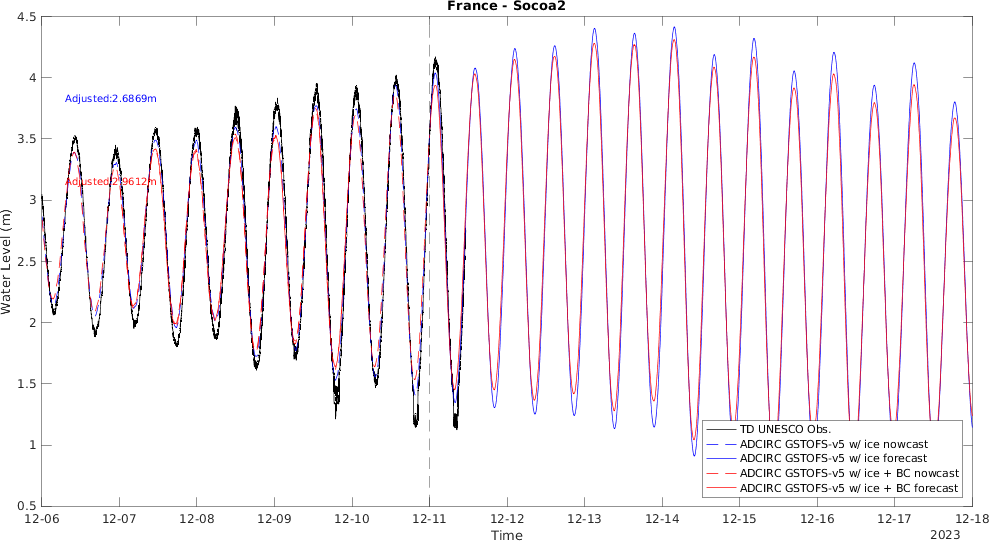 France - Socoa2
4.5
4
3.5
3
2.5
2
1.5
1
0.5
Water Level (m)
Adjusted:2.6869m
Adjusted:2.9612m
TD UNESCO Obs.
ADCIRC GSTOFS-v5 w/ ice nowcast
ADCIRC GSTOFS-v5 w/ ice forecast
ADCIRC GSTOFS-v5 w/ ice + BC nowcast
ADCIRC GSTOFS-v5 w/ ice + BC forecast
12-06 12-07 12-08 12-09 12-10 12-11 12-12 12-13 12-14 12-15 12-16 12-17 12-18
Time
2023